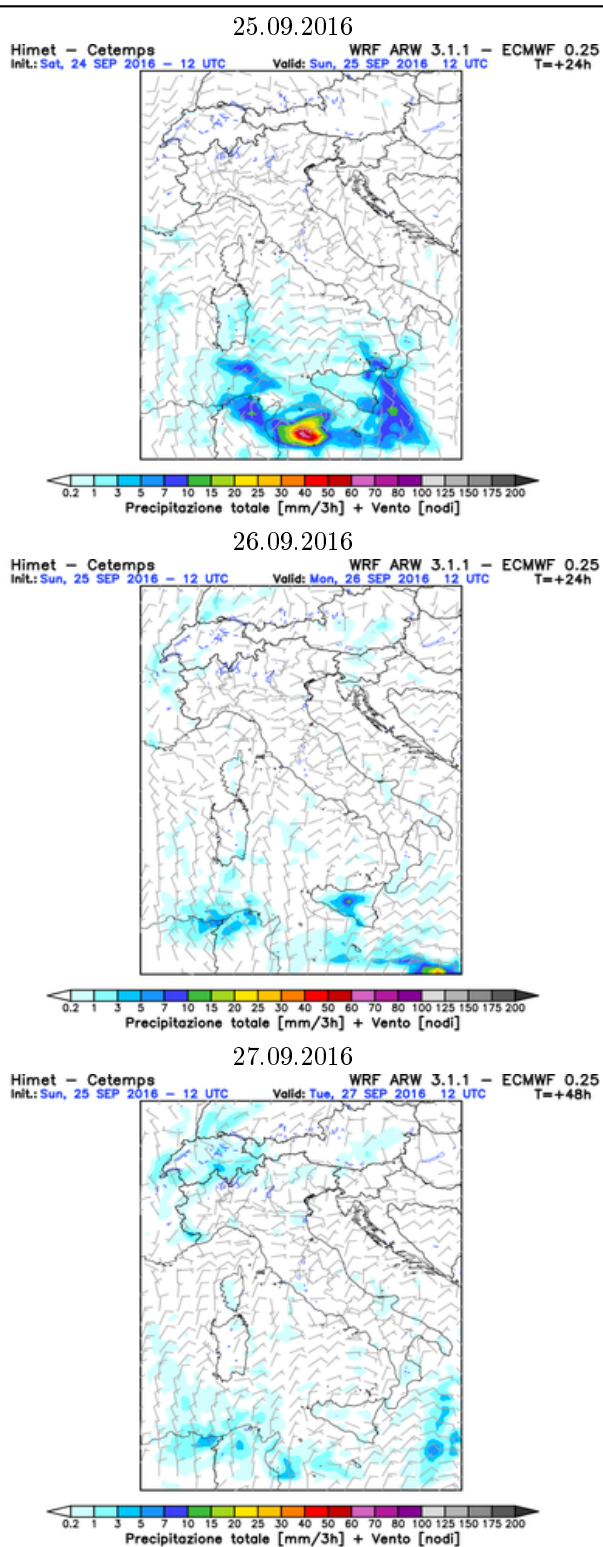 25.09.2016
Himet – Cetemps WRF ARW 3.1.1 – ECMWF 0.25
Init.: Sat, 24 SEP 2016 – 12 UTC Valid: Sun, 25 SEP 2016 12 UTC T=+24h
0.2 1 3 5 7 10 15 20 25 30 40 50 60 70 80 100 125 150 175 200
Precipitazione totale [mm/3h] + Vento [nodi]
26.09.2016
Himet – Cetemps WRF ARW 3.1.1 – ECMWF 0.25
Init.: Sun, 25 SEP 2016 – 12 UTC Valid: Mon, 26 SEP 2016 12 UTC T=+24h
0.2 1 3 5 7 10 15 20 25 30 40 50 60 70 80 100 125 150 175 200
Precipitazione totale [mm/3h] + Vento [nodi]
27.09.2016
Himet – Cetemps WRF ARW 3.1.1 – ECMWF 0.25
Init.: Sun, 25 SEP 2016 – 12 UTC Valid: Tue, 27 SEP 2016 12 UTC T=+48h
0.2 1 3 5 7 10 15 20 25 30 40 50 60 70 80 100 125 150 175 200
Precipitazione totale [mm/3h] + Vento [nodi]